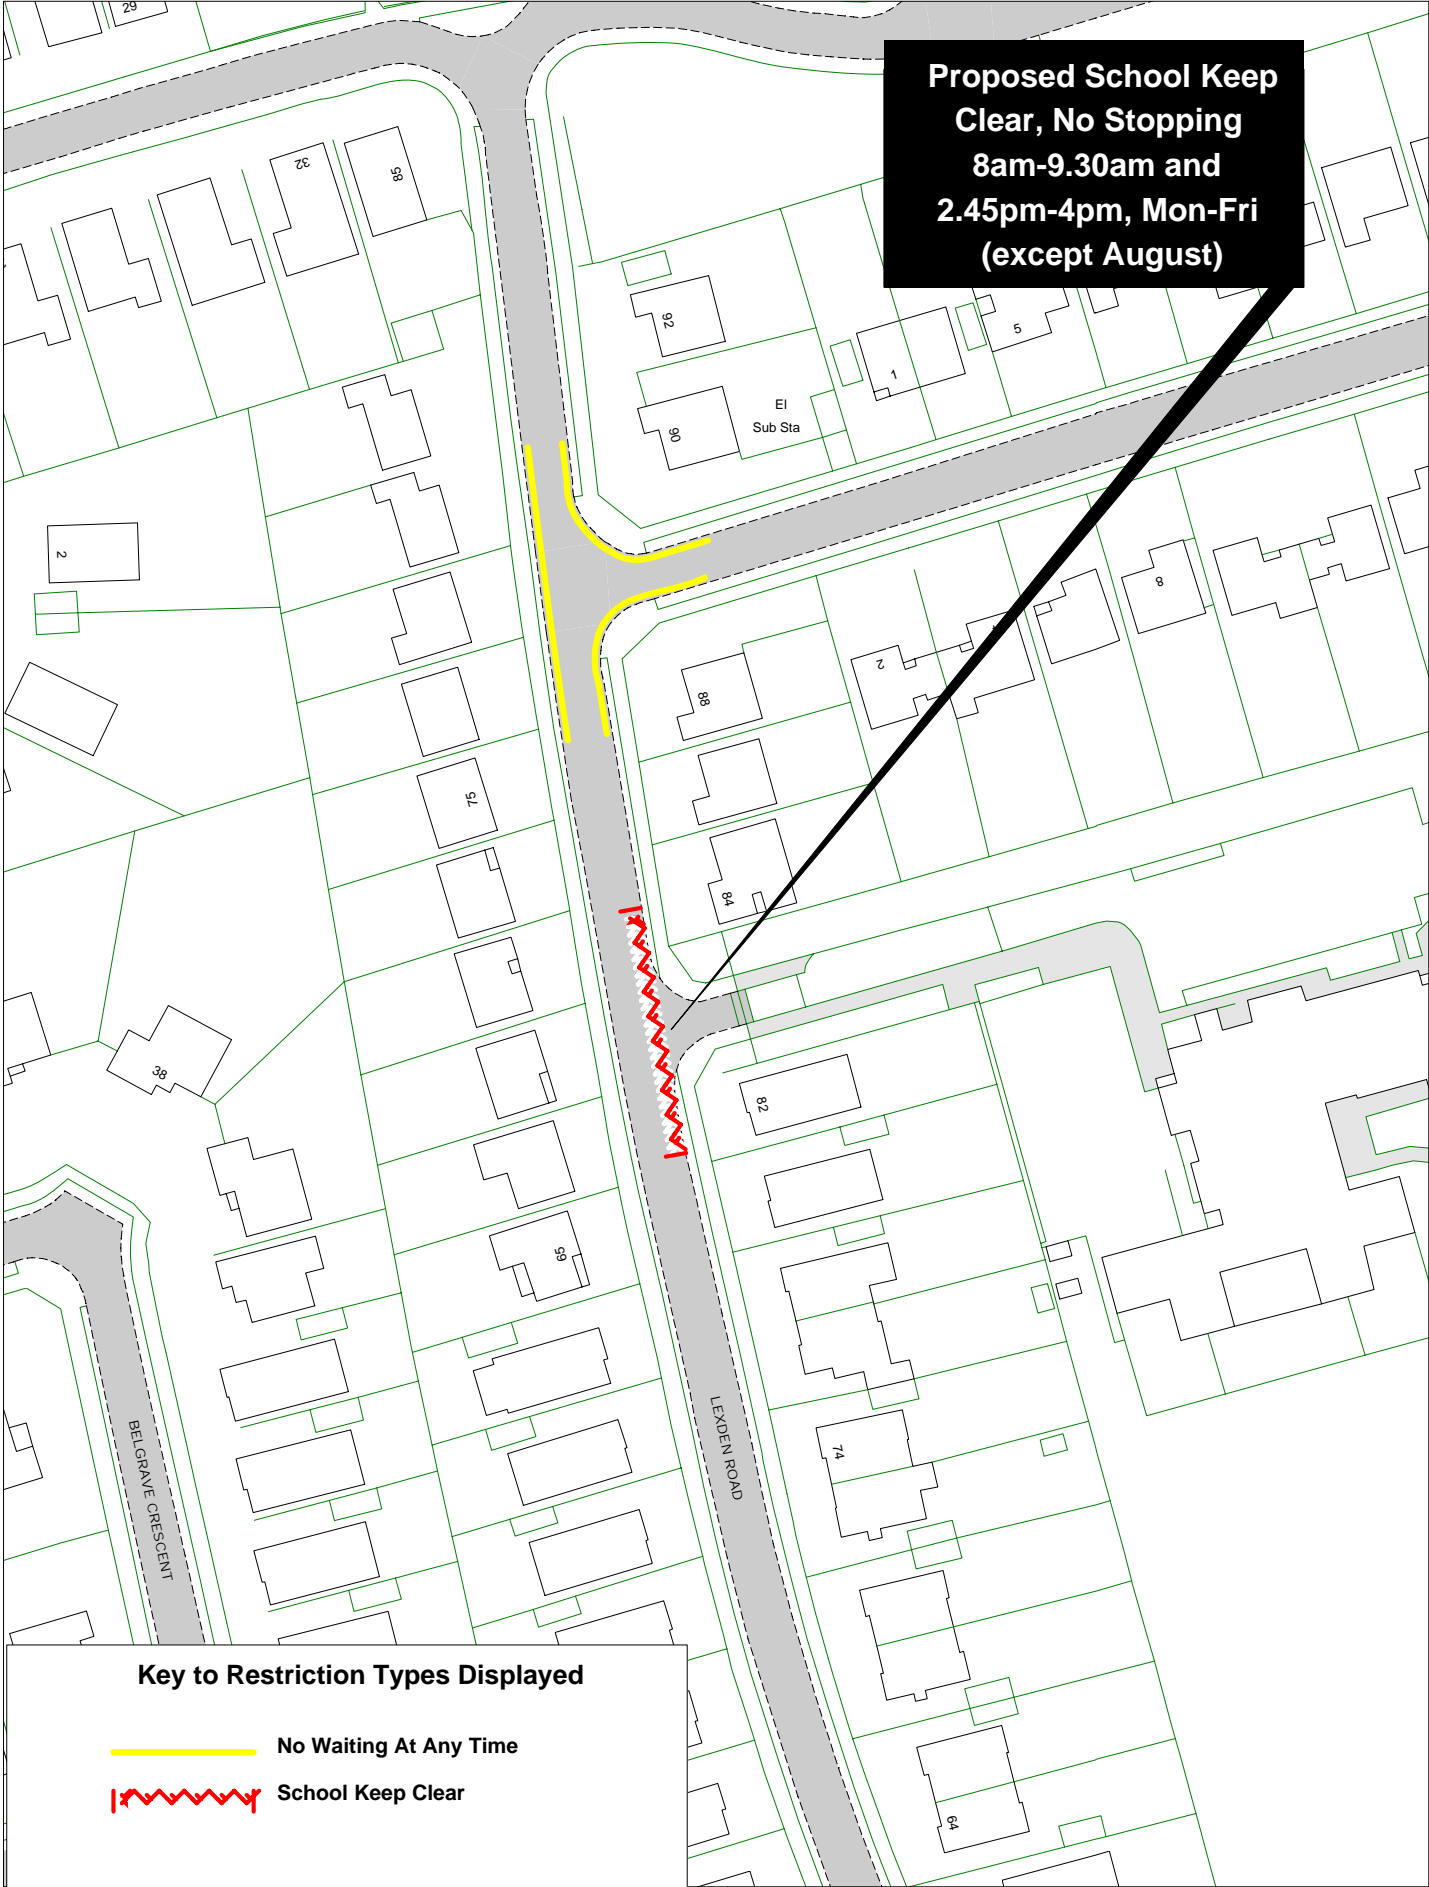 29
Proposed School Keep
Clear, No Stopping
8am-9.30am and
2.45pm-4pm, Mon-Fri
(except August)
32
85
92
5
1
El
Sub Sta
90
2
8
2
88
75
84
38
82
65
LEXDEN ROAD
BELGRAVE CRESCENT
74
64
Key to Restriction Types Displayed
No Waiting At Any Time
School Keep Clear